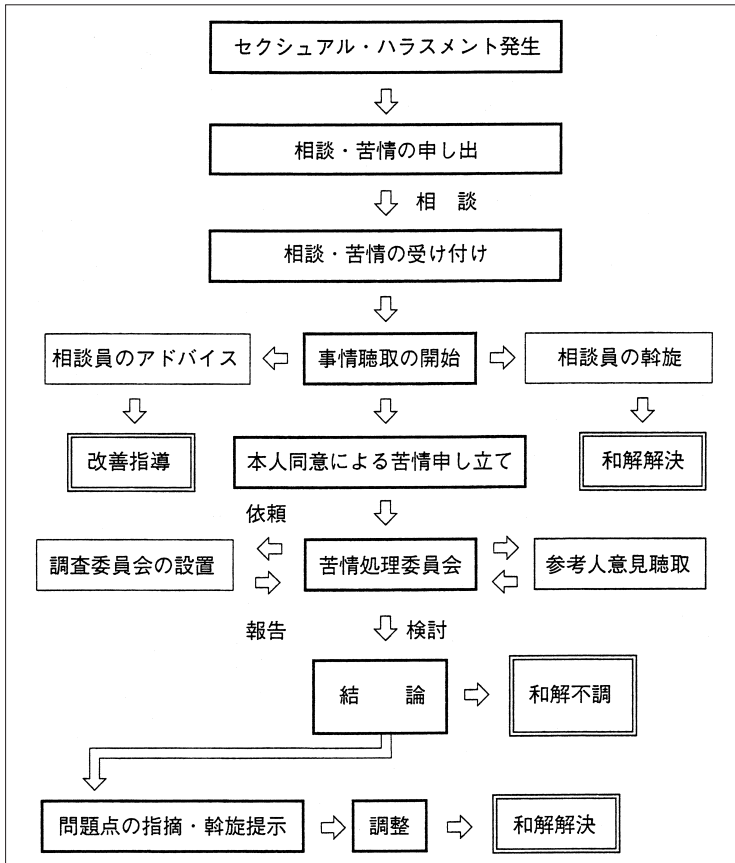 セクシュアル・ハラスメント発生
相談・苦情の申し出
相 談
相談・苦情の受け付け
相談員のアドバイス
事情聴取の開始
相談員の斡旋
改善指導
本人同意による苦情申し立て
和解解決
依頼
調査委員会の設置
苦情処理委員会
参考人意見聴取
報告
検討
結 論
和解不調
問題点の指摘・斡旋提示
調整
和解解決